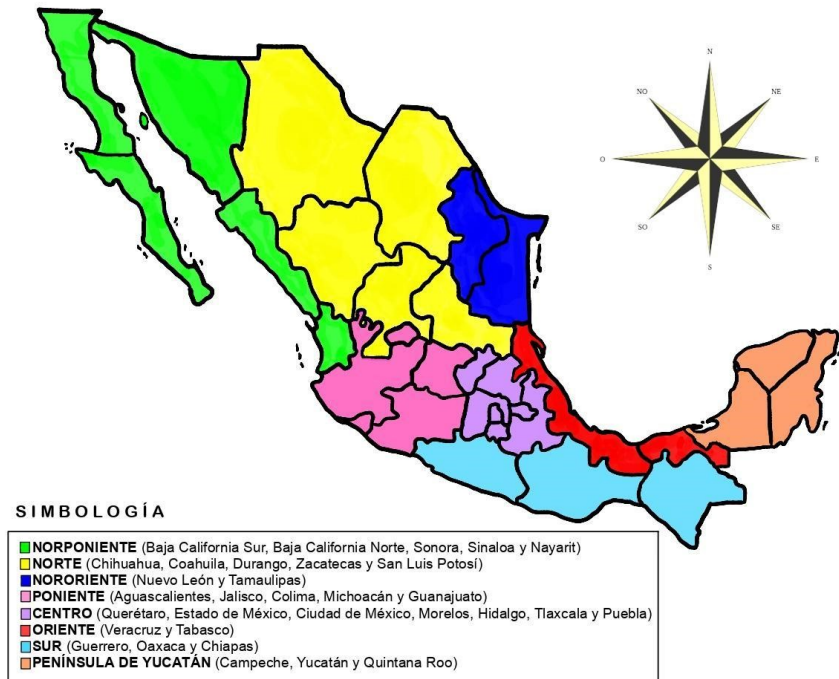 N
NO
NE
O
E
SO
SE
S
SIMBOLOGÍA
NORPONIENTE (Baja California Sur, Baja California Norte, Sonora, Sinaloa y Nayarit)
NORTE (Chihuahua, Coahuila, Durango, Zacatecas y San Luis Potosí)
NORORIENTE (Nuevo León y Tamaulipas)
PONIENTE (Aguascalientes, Jalisco, Colima, Michoacán y Guanajuato)
CENTRO (Querétaro, Estado de México, Ciudad de México, Morelos, Hidalgo, Tlaxcala y Puebla)
ORIENTE (Veracruz y Tabasco)
SUR (Guerrero, Oaxaca y Chiapas)
PENÍNSULA DE YUCATÁN (Campeche, Yucatán y Quintana Roo)